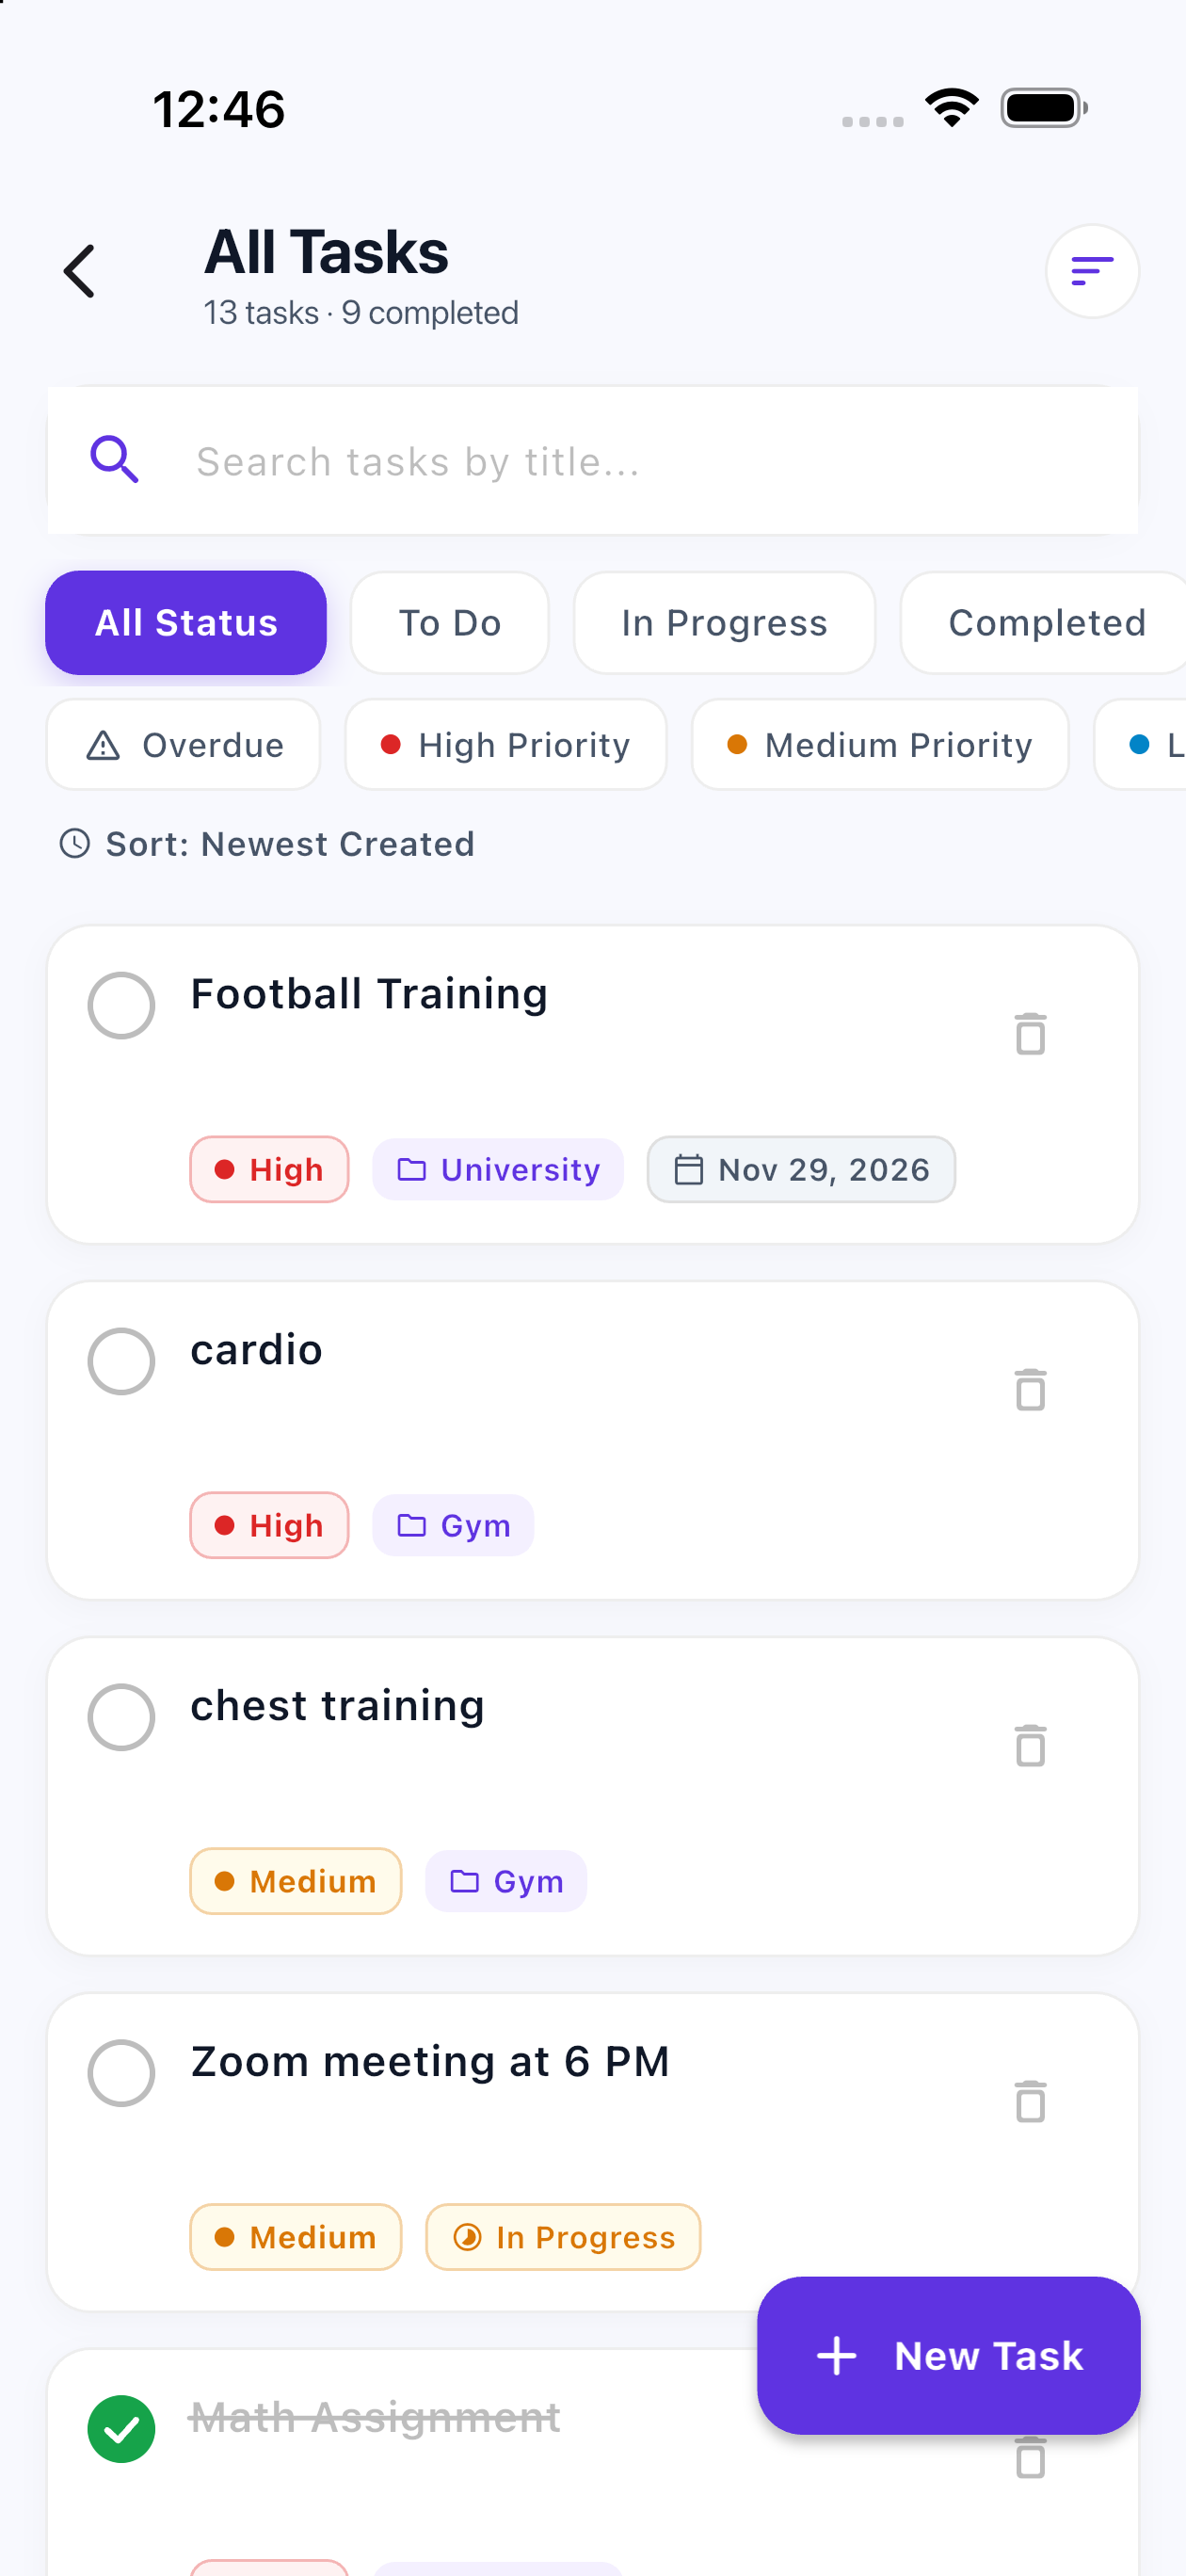 12:46
All Tasks
13 tasks · 9 completed
Search tasks by title...
All Status To Do In Progress Completed
Overdue High Priority Medium Priority L
Sort: Newest Created
Football Training
High University Nov 29, 2026
cardio
High Gym
chest training
Medium Gym
Zoom meeting at 6 PM
Medium In Progress
New Task
Math Assignment